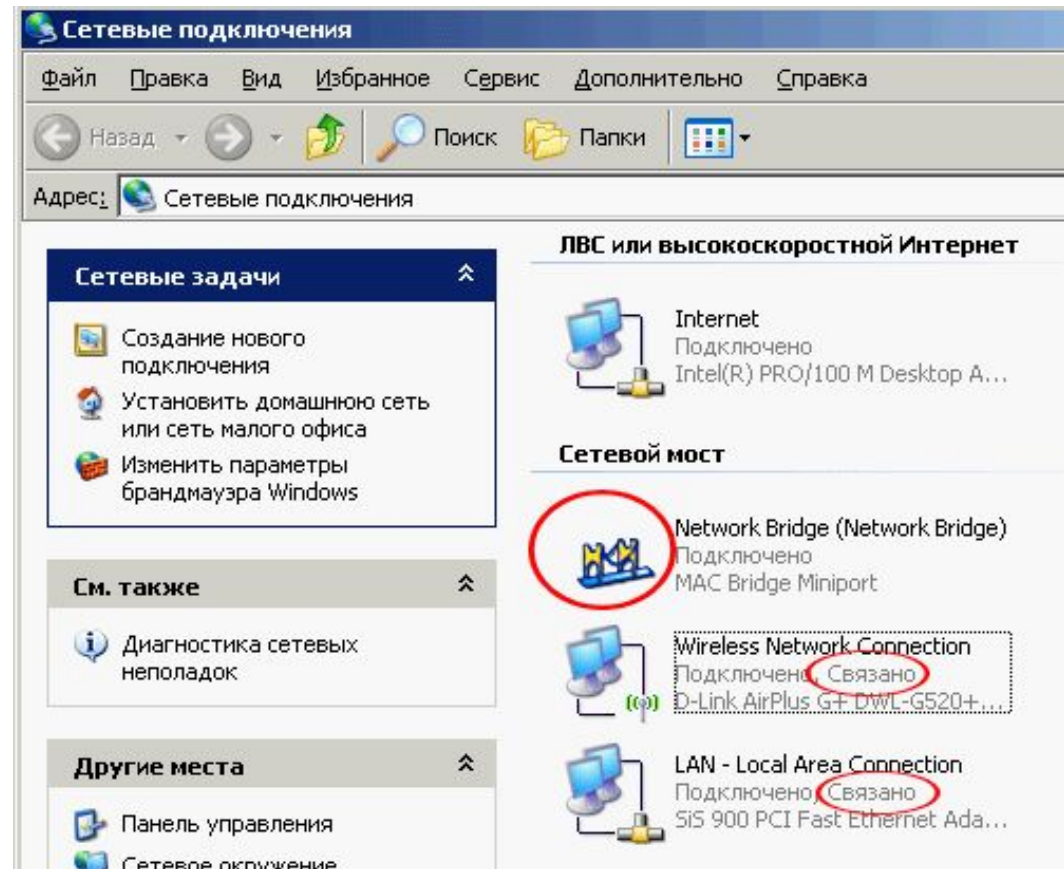 Сетевые подключения
Файл Правка Вид Избранное Сервис Дополнительно Справка
Назад Поиск Папки
Адрес: Сетевые подключения
Сетевые задачи
Создание нового
подключения
Установить домашнюю сеть
или сеть малого офиса
Изменить параметры
брандмауэра Windows
См. также
Диагностика сетевых
неполадок
Другие места
Панель управления
Сетевое окружение
ЛВС или высокоскоростной Интернет
Internet
Подключено
Intel(R) PRO/100 M Desktop A...
Сетевой мост
Network Bridge (Network Bridge)
Подключено
MAC Bridge Miniport
Wireless Network Connection
Подключено, Связано
D-Link AirPlus G+ DWL-G520+...
LAN - Local Area Connection
Подключено, Связано
SiS 900 PCI Fast Ethernet Ada...